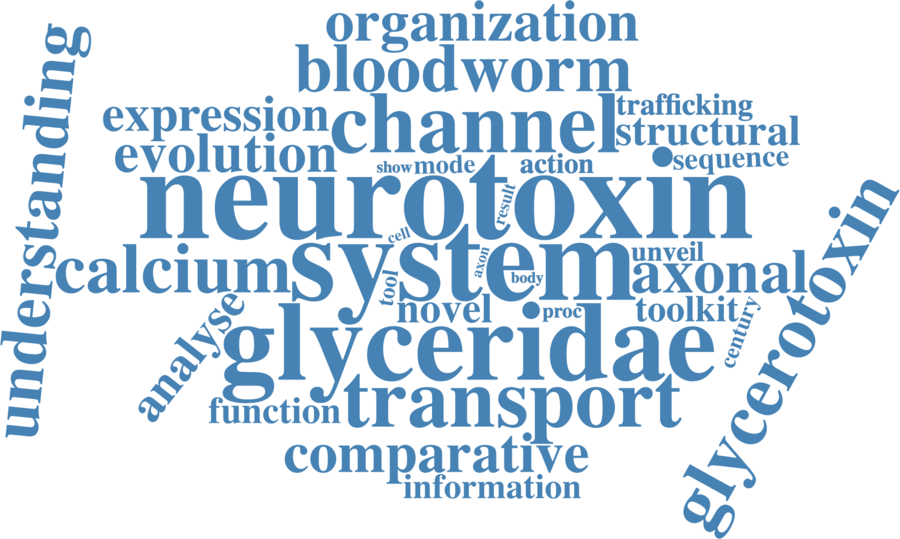 organization
bloodworm
understanding
expression
channel
trafficking
structural
evolution
show
mode
action
sequence
neurotoxin
result
cell
system
axon
body
unveil
calcium
axonal
glycerotoxin
tool
novel
proc
toolkit
century
analyse
glyceridae
function
transport
comparative
information